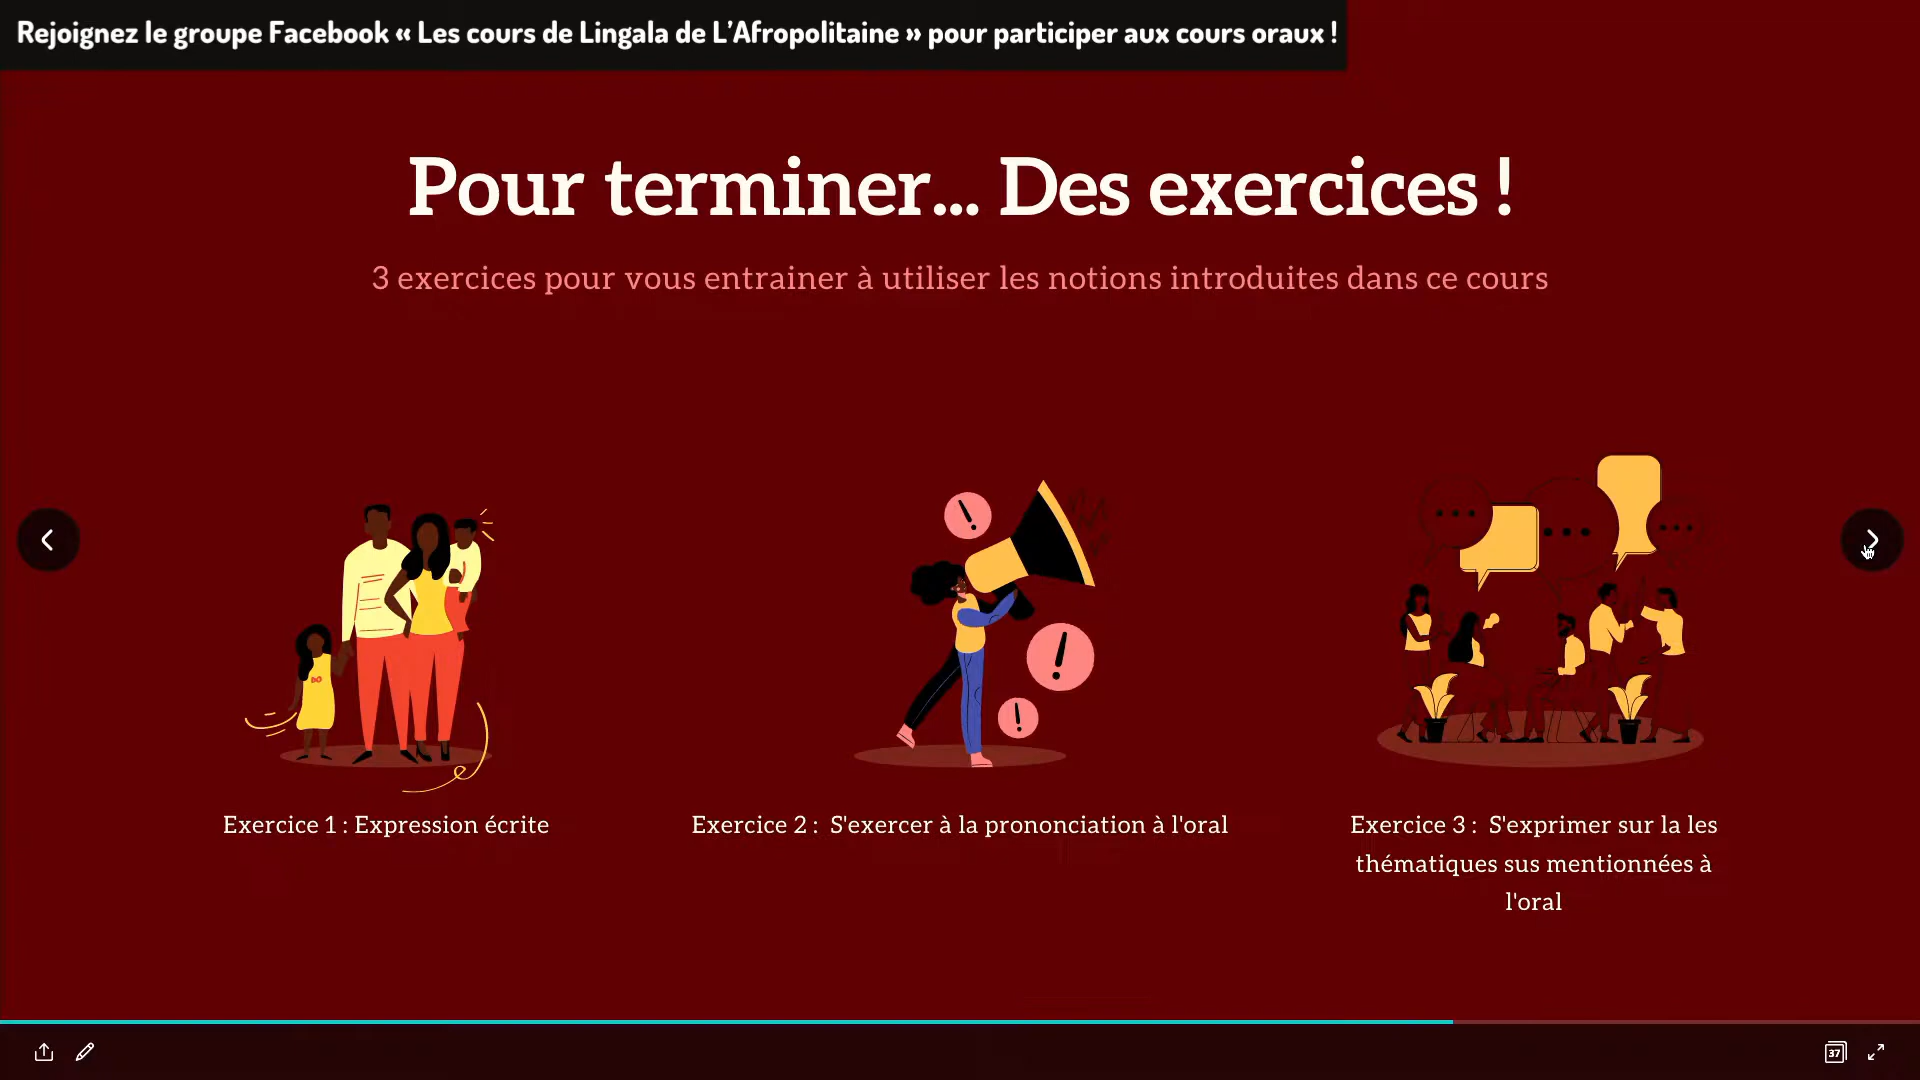 Rejoignez le groupe Facebook « Les cours de Lingala de L’Afropolitaine » pour participer aux cours oraux !
Pour terminer... Des exercices !
3 exercices pour vous entrainer à utiliser les notions introduites dans ce cours
DO
Exercice 1 : Expression écrite
Exercice 2 : S'exercer à la prononciation à l'oral
Exercice 3 : S'exprimer sur la les
thématiques sus mentionnées à
l'oral
37